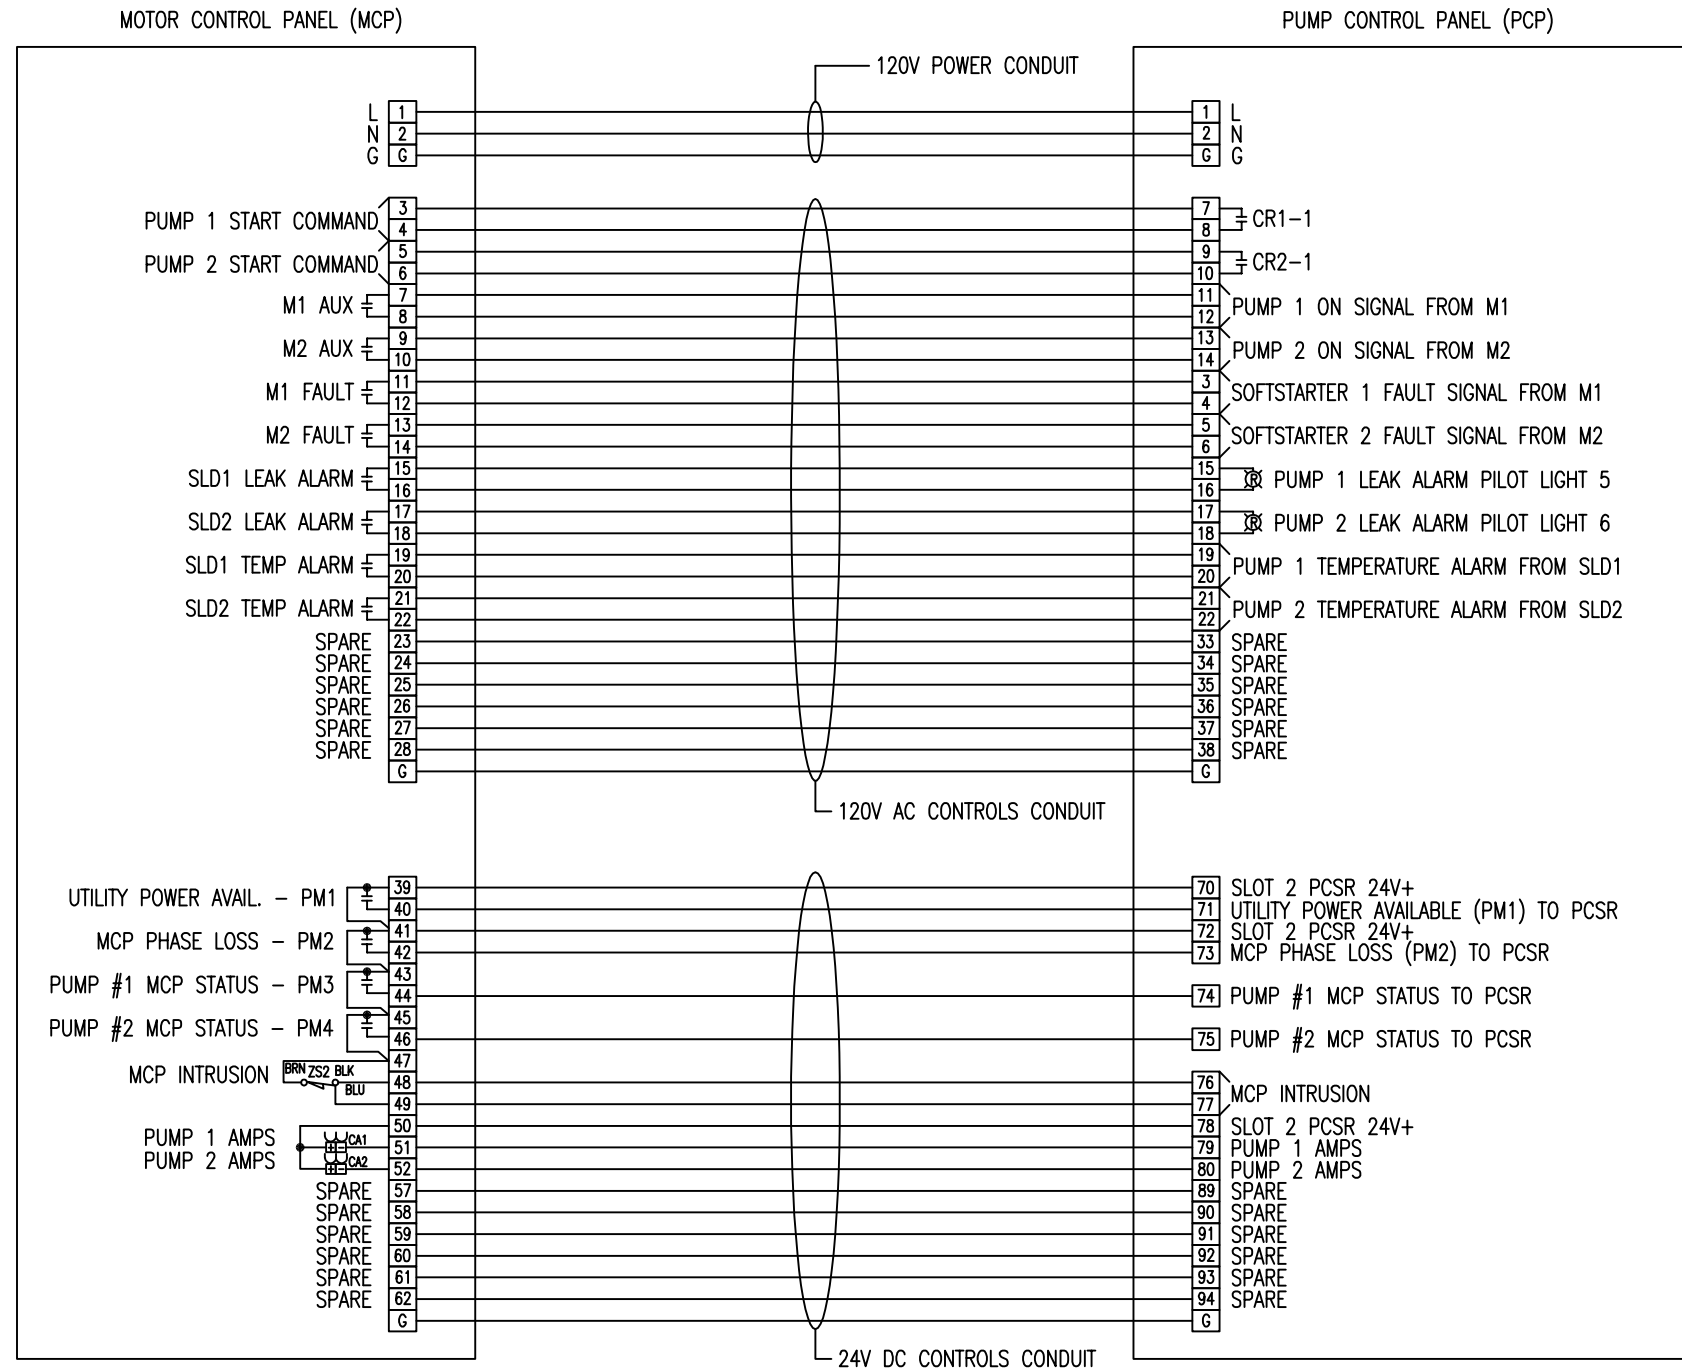 MOTOR CONTROL PANEL (MCP)
PUMP CONTROL PANEL (PCP)
120V POWER CONDUIT
L 1 1 L
N 2 2 N
G G G G
PUMP 1 START COMMAND 3 7 CR1-1
4 8
PUMP 2 START COMMAND 5 9 CR2-1
6 10
M1 AUX 7 11 PUMP 1 ON SIGNAL FROM M1
8 12
M2 AUX 9 13 PUMP 2 ON SIGNAL FROM M2
10 14
M1 FAULT 11 3 SOFTSTARTER 1 FAULT SIGNAL FROM M1
12 4
M2 FAULT 13 5 SOFTSTARTER 2 FAULT SIGNAL FROM M2
14 6
SLD1 LEAK ALARM 15 15 R PUMP 1 LEAK ALARM PILOT LIGHT 5
16 16
SLD2 LEAK ALARM 17 17 R PUMP 2 LEAK ALARM PILOT LIGHT 6
18 18
SLD1 TEMP ALARM 19 19 PUMP 1 TEMPERATURE ALARM FROM SLD1
20 20
SLD2 TEMP ALARM 21 21 PUMP 2 TEMPERATURE ALARM FROM SLD2
22 22
SPARE 23 33 SPARE
SPARE 24 34 SPARE
SPARE 25 35 SPARE
SPARE 26 36 SPARE
SPARE 27 37 SPARE
SPARE 28 38 SPARE
G G
120V AC CONTROLS CONDUIT
UTILITY POWER AVAIL. - PM1 39 70 SLOT 2 PCSR 24V+
40 71 UTILITY POWER AVAILABLE (PM1) TO PCSR
MCP PHASE LOSS - PM2 41 72 SLOT 2 PCSR 24V+
42 73 MCP PHASE LOSS (PM2) TO PCSR
PUMP #1 MCP STATUS - PM3 43
44 74 PUMP #1 MCP STATUS TO PCSR
PUMP #2 MCP STATUS - PM4 45
46 75 PUMP #2 MCP STATUS TO PCSR
47
MCP INTRUSION BRN ZS2 BLK 48 76 MCP INTRUSION
BLU 49 77
50 78 SLOT 2 PCSR 24V+
PUMP 1 AMPS + - CA1 51 79 PUMP 1 AMPS
PUMP 2 AMPS + - CA2 52 80 PUMP 2 AMPS
SPARE 57 89 SPARE
SPARE 58 90 SPARE
SPARE 59 91 SPARE
SPARE 60 92 SPARE
SPARE 61 93 SPARE
SPARE 62 94 SPARE
G G
24V DC CONTROLS CONDUIT